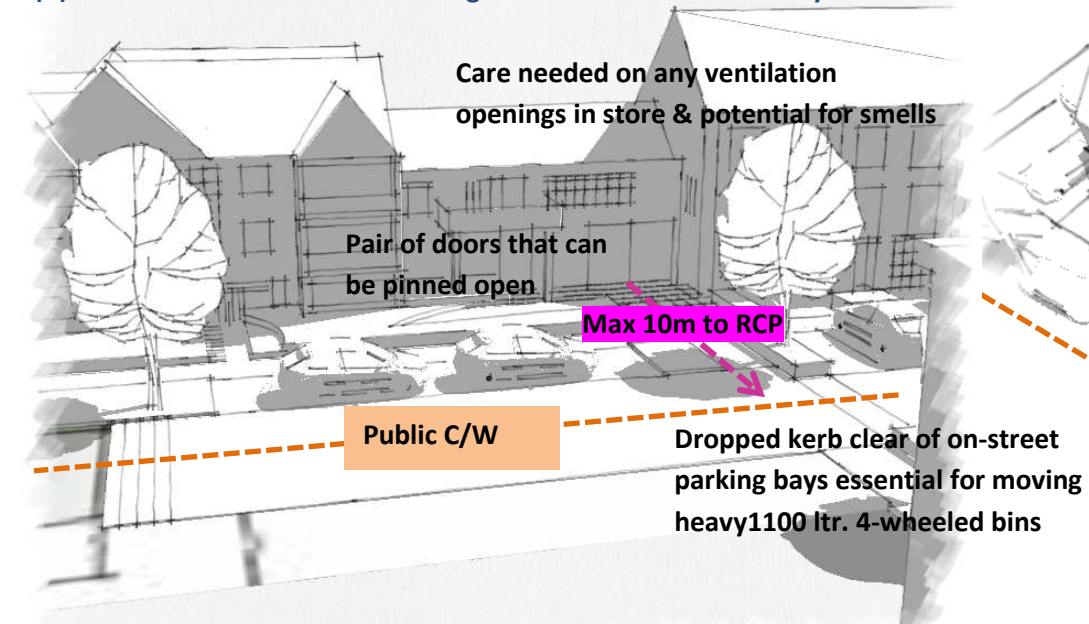 Care needed on any ventilation
openings in store & potential for smells
Pair of doors that can
be pinned open
Max 10m to RCP
Public C/W
Dropped kerb clear of on-street
parking bays essential for moving
heavy1100 ltr. 4-wheeled bins